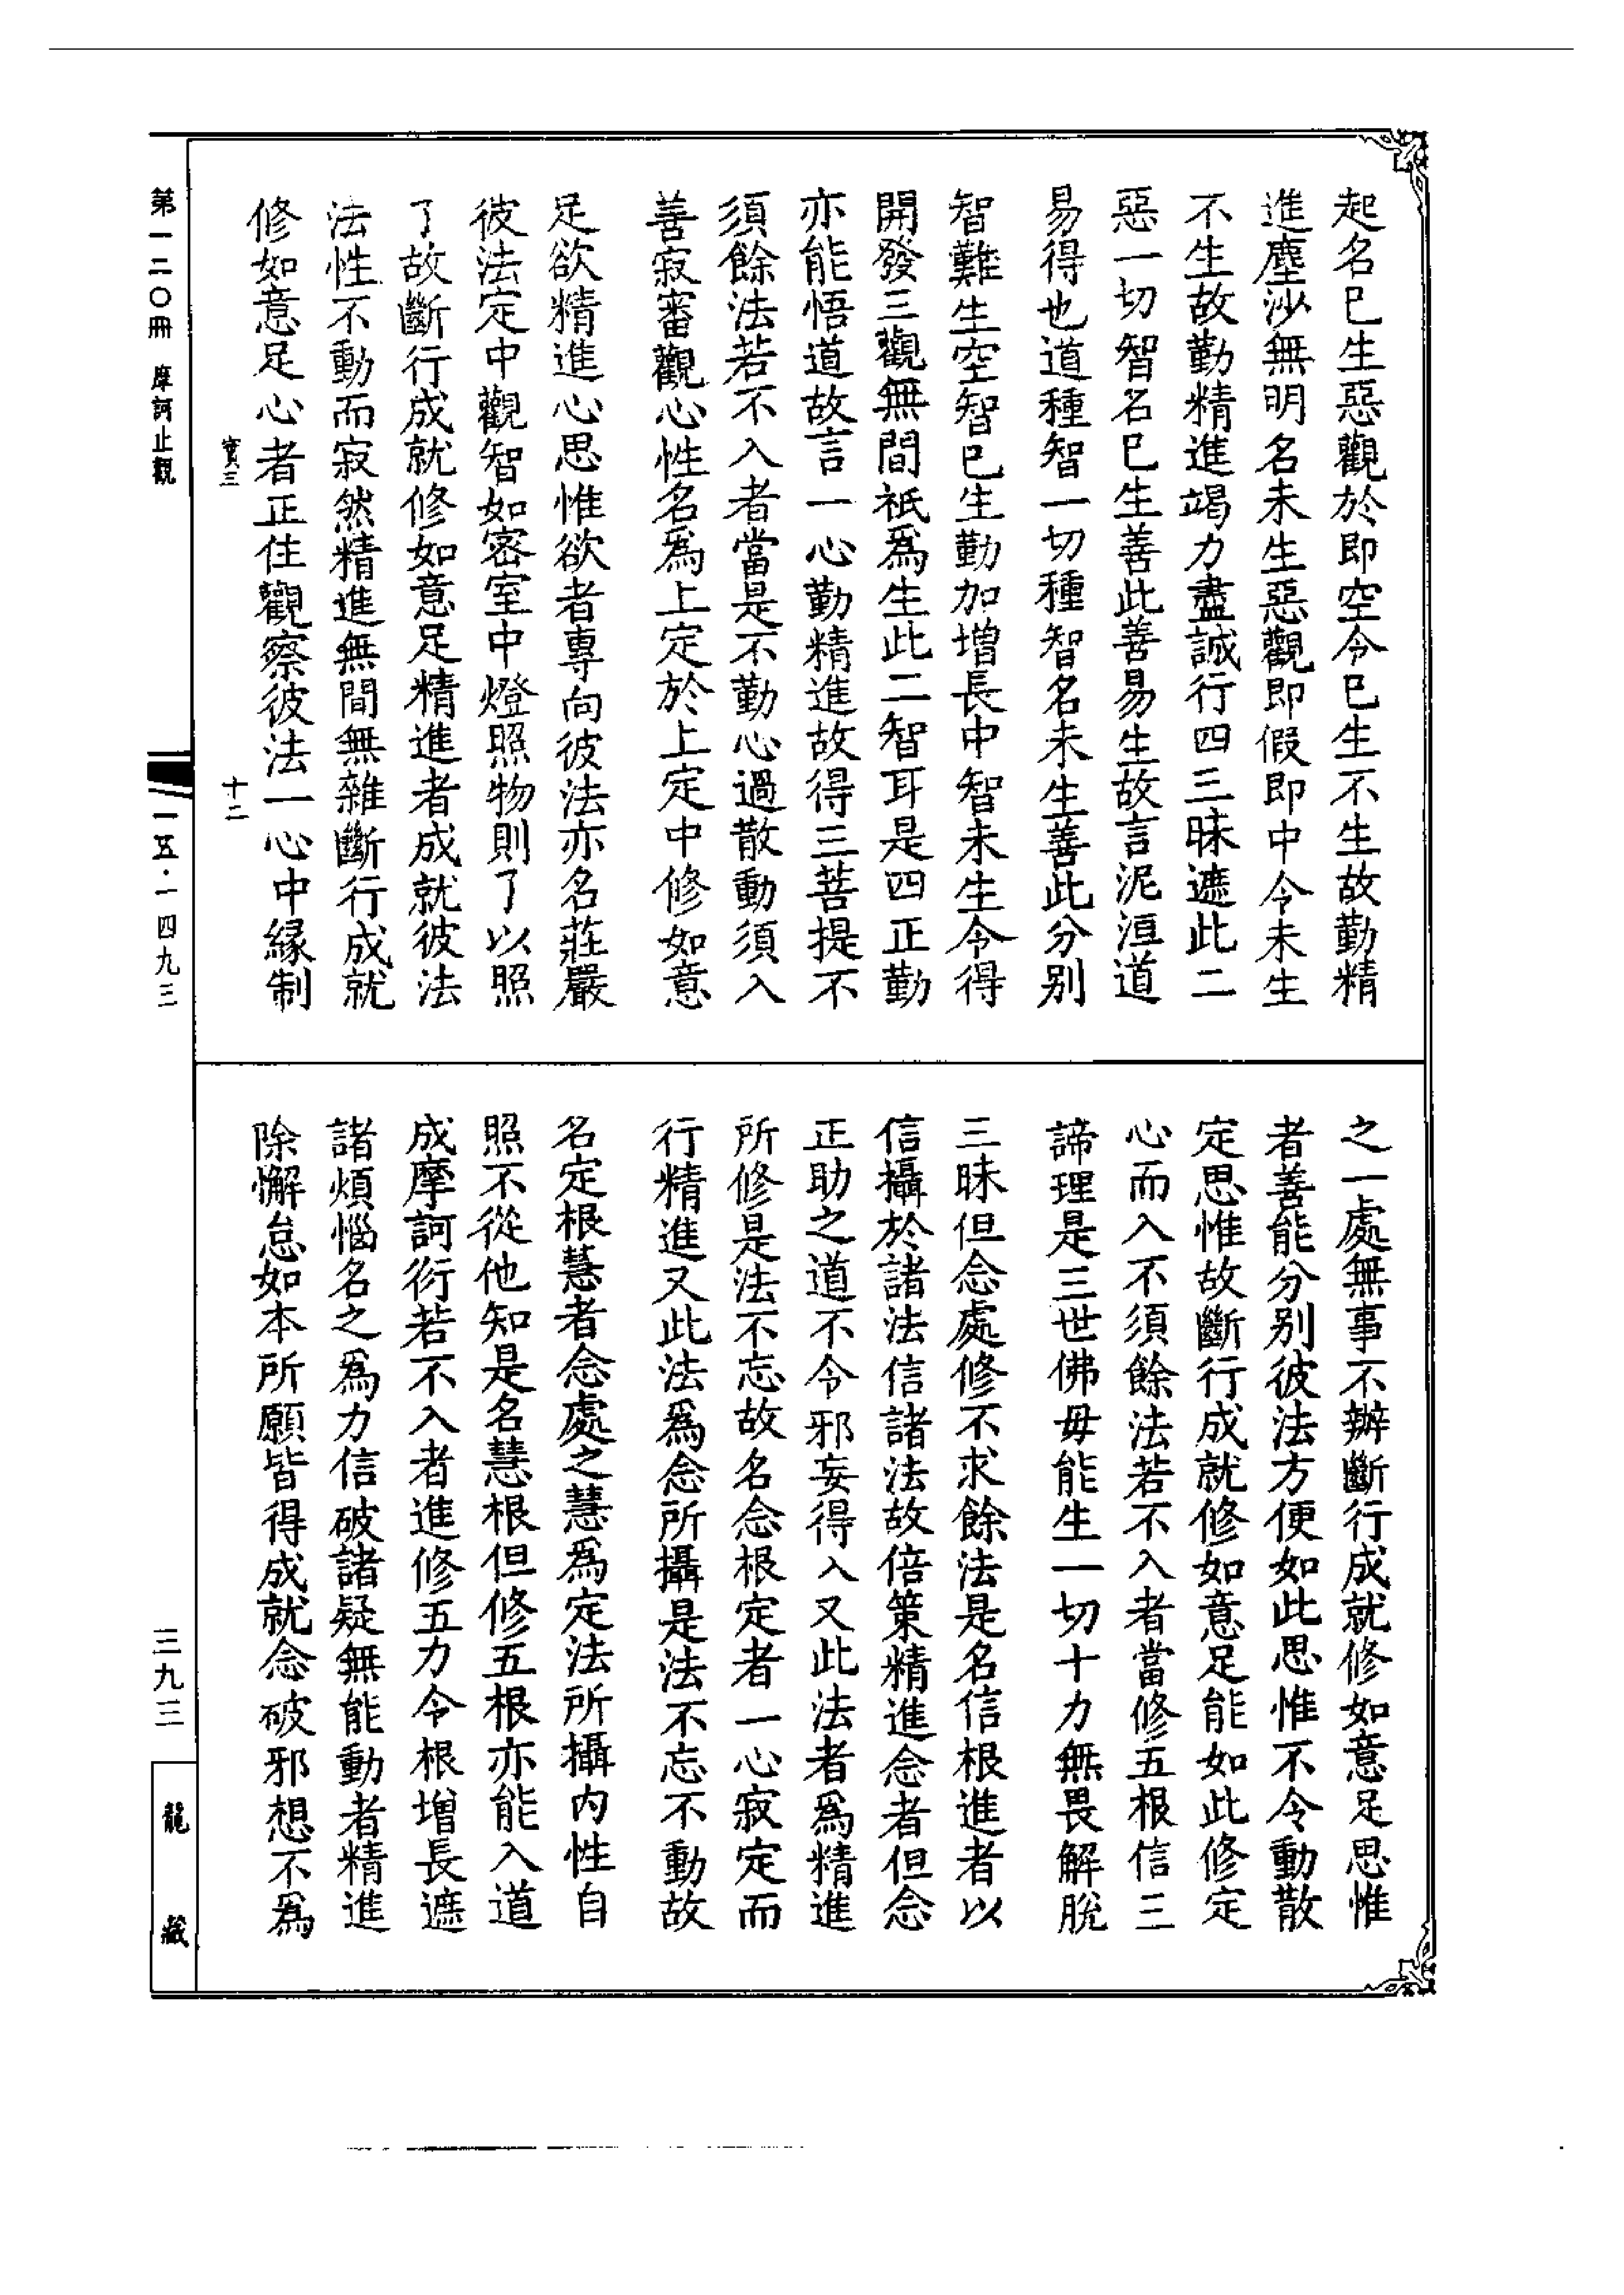 起名已生惡觀於即空令已生不生故勤精
進塵沙無明名未生惡觀即假即中令未生
不生故勤精進竭力盡誠行四三昧遮此二
惡一切智名已生善此善易生故言泥洹道
易得也道種智一切種智名未生善此分別
智難生空智已生勤加增長中智未生令得
開發三觀無間祇爲生此二智耳是四正勤
亦能悟道故言一心勤精進故得三菩提不
須餘法若不入者當是不勤心過散動須入
善寂審觀心性名爲上定於上定中修如意
足欲精進心思惟欲者專向彼法亦名莊嚴
彼法定中觀智如密室中燈照物則了以照
了故斷行成就修如意足精進者成就彼法
法性不動而寂然精進無間無雜斷行成就
修如意足心者正住觀察彼法一心中緣制
寶三
十二
之一處無事不辦斷行成就修如意足思惟
者善能分別彼法方便如此思惟不令動散
定思惟故斷行成就修如意足能如此修定
心而入不須餘法若不入者當修五根信三
諦理是三世佛毋能生一切十力無畏解脫
三昧但念處修不求餘法是名信根進者以
信攝於諸法信諸法故倍策精進念者但念
正助之道不令邪妄得入又此法者爲精進
所修是法不忘故名念根定者一心寂定而
行精進又此法爲念所攝是法不忘不動故
名定根慧者念處之慧爲定法所攝內性自
照不從他知是名慧根但修五根亦能入道
成摩訶衍若不入者進修五力令根增長遮
諸煩惱名之爲力信破諸疑無能動者精進
除懈怠如本所願皆得成就念破邪想不爲
第一二〇冊 摩訶止觀
一五·一四九三
三九三
龍藏